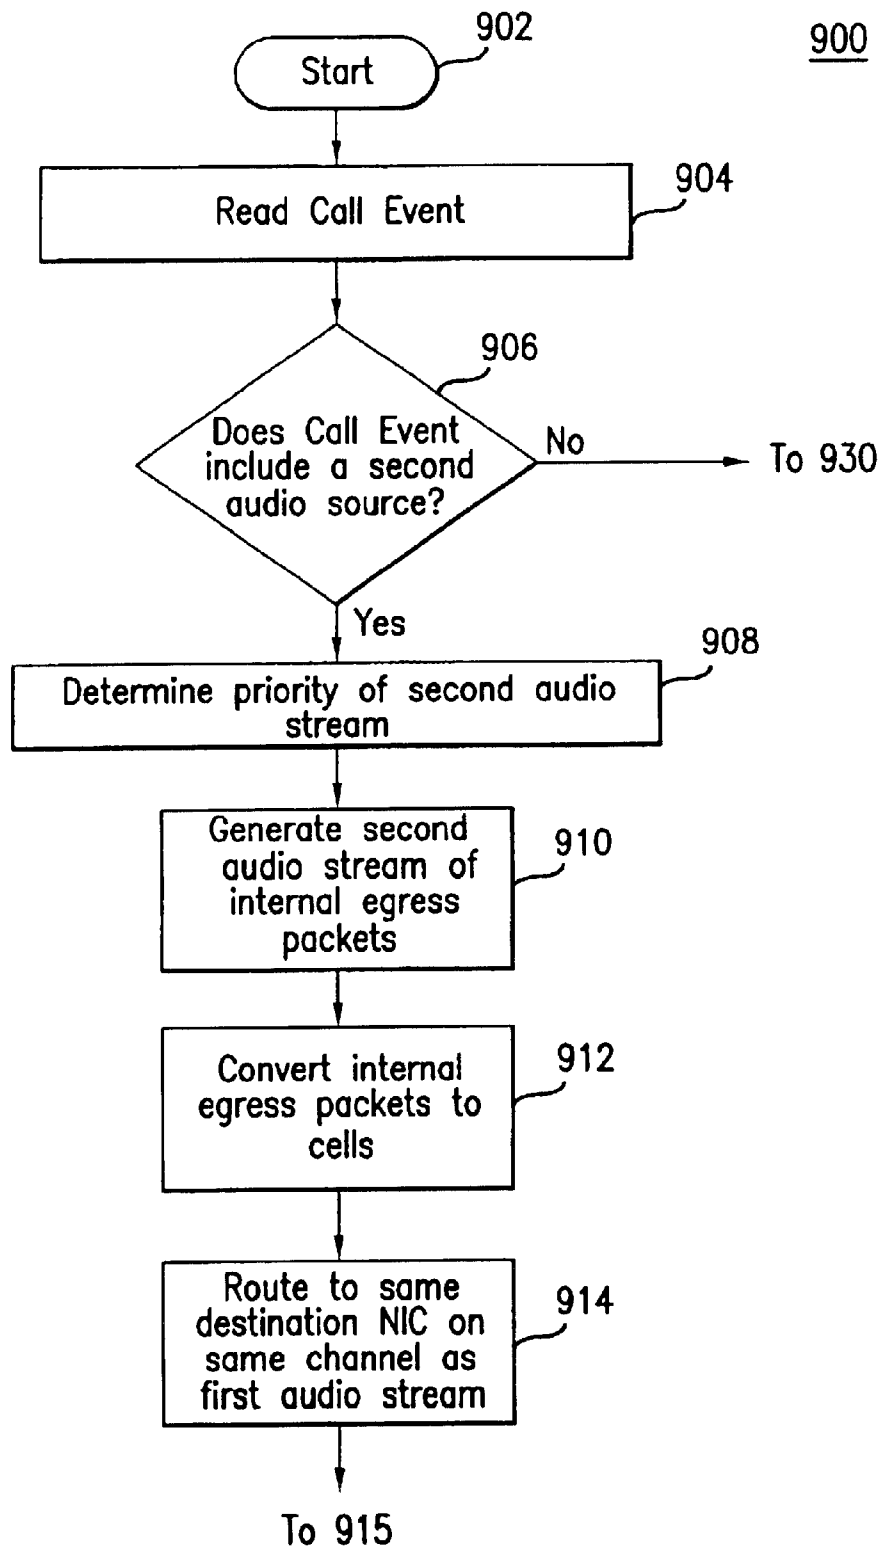 902
900
Start
904
Read Call Event
906
Does Call Event
include a second
audio source?
No
To 930
Yes
908
Determine priority of second audio
stream
910
Generate second
audio stream of
internal egress
packets
912
Convert internal
egress packets to
cells
914
Route to same
destination NIC on
same channel as
first audio stream
To 915